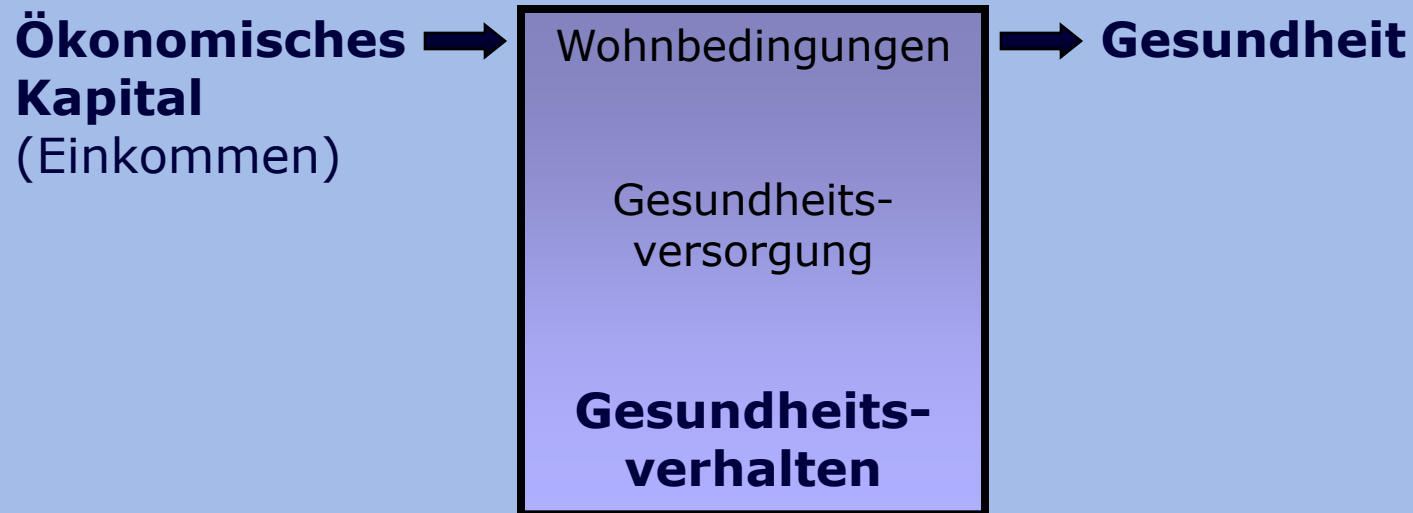 Ökonomisches
Kapital
(Einkommen)
Wohnbedingungen
Gesundheits-
versorgung
Gesundheits-
verhalten
Gesundheit